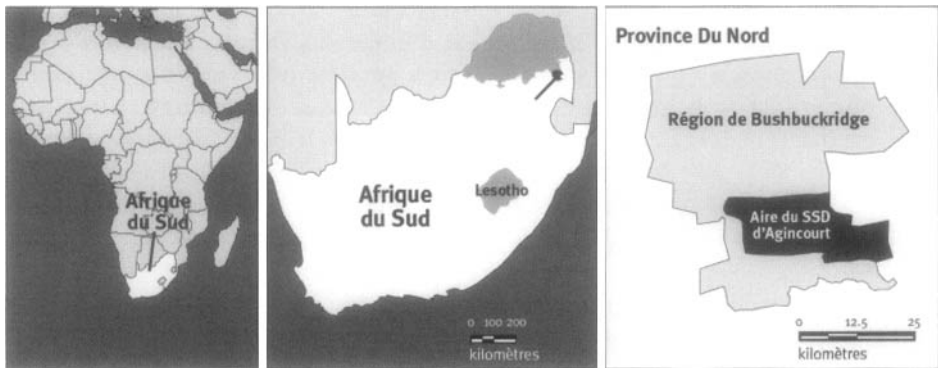 Afrique
du Sud
Afrique
du Sud
Lesotho
0 100 200
kilomètres
Province Du Nord
Région de Bushbuckridge
Aire du SSD
d'Agincourt
0 12.5 25
kilomètres